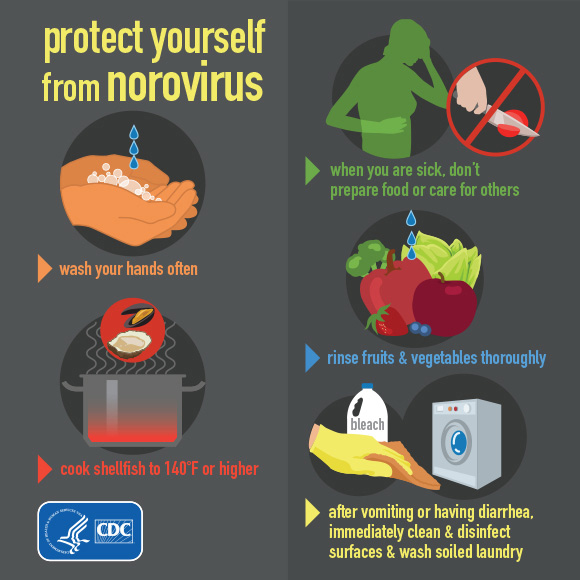 protect yourself
from norovirus
wash your hands often
cook shellfish to 140°F or higher
CDC
when you are sick, don't
prepare food or care for others
rinse fruits & vegetables thoroughly
bleach
after vomiting or having diarrhea,
immediately clean & disinfect
surfaces & wash soiled laundry